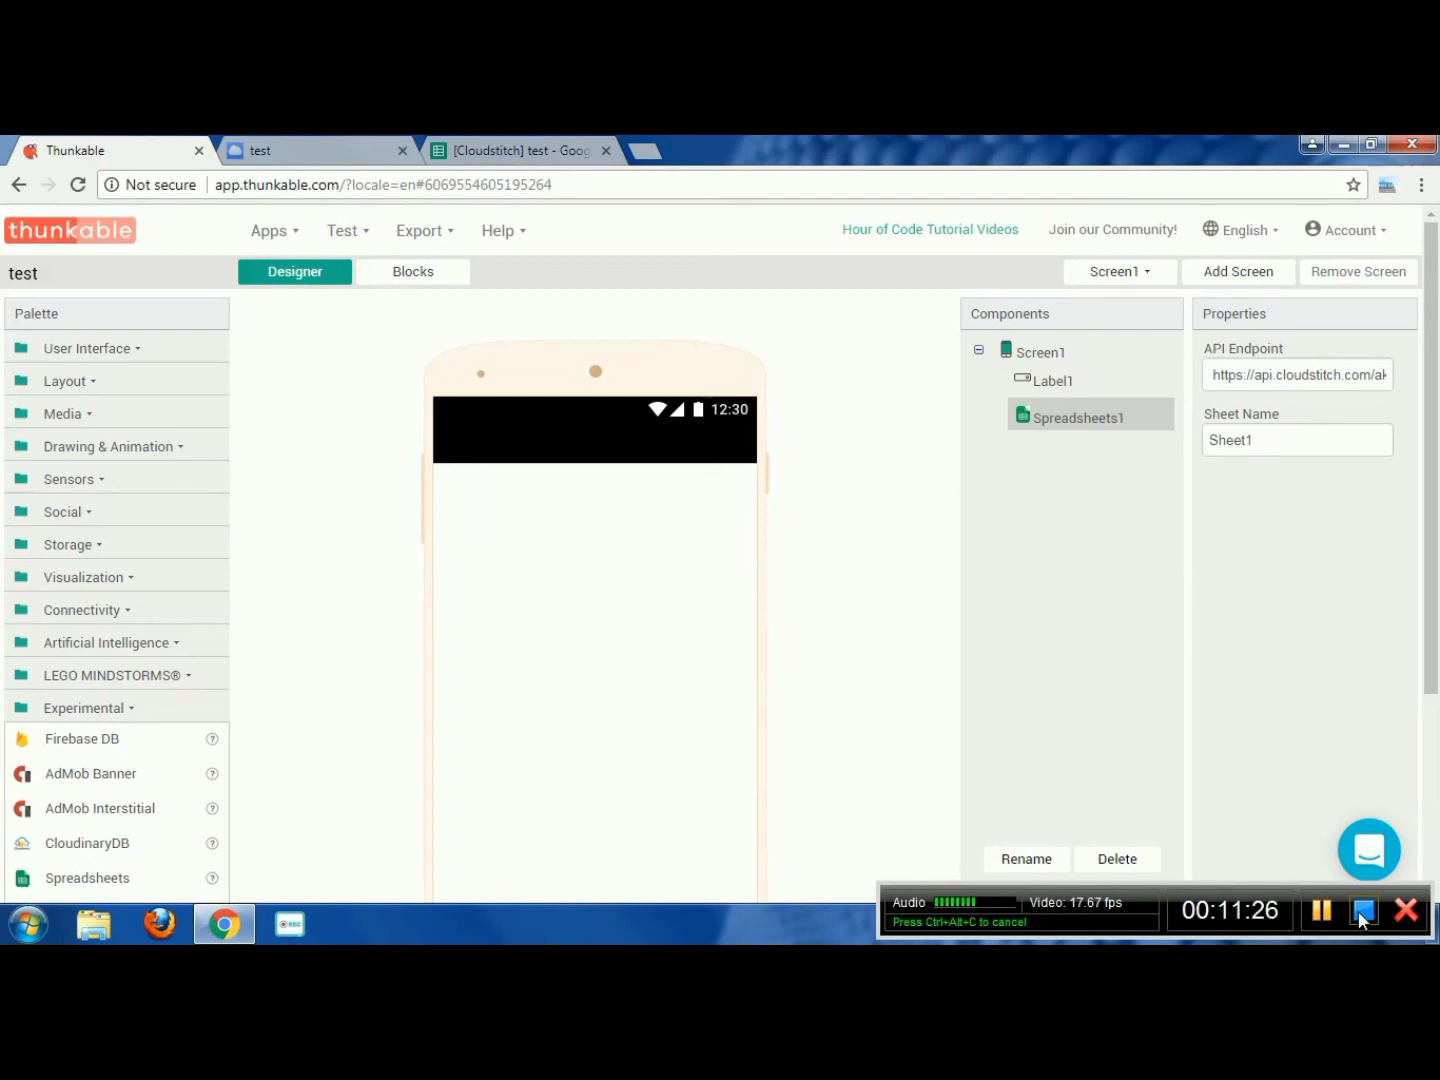 Thunkable
test
[Cloudstitch] test - Goog
Not secure
app.thunkable.com/?locale=en#6069554605195264
thunkable
Apps
Test
Export
Help
Hour of Code Tutorial Videos
Join our Community!
English
Account
test
Designer
Blocks
Screen1
Add Screen
Remove Screen
Palette
User Interface
Layout
Media
Drawing & Animation
Sensors
Social
Storage
Visualization
Connectivity
Artificial Intelligence
LEGO MINDSTORMS®
Experimental
Firebase DB ?
AdMob Banner ?
AdMob Interstitial ?
CloudinaryDB ?
Spreadsheets ?
12:30
Components
Screen1
Label1
Spreadsheets1
Rename
Delete
Properties
API Endpoint
https://api.cloudstitch.com/ak
Sheet Name
Sheet1
REC
Audio
Video: 17.67 fps
Press Ctrl+Alt+C to cancel
00:11:26